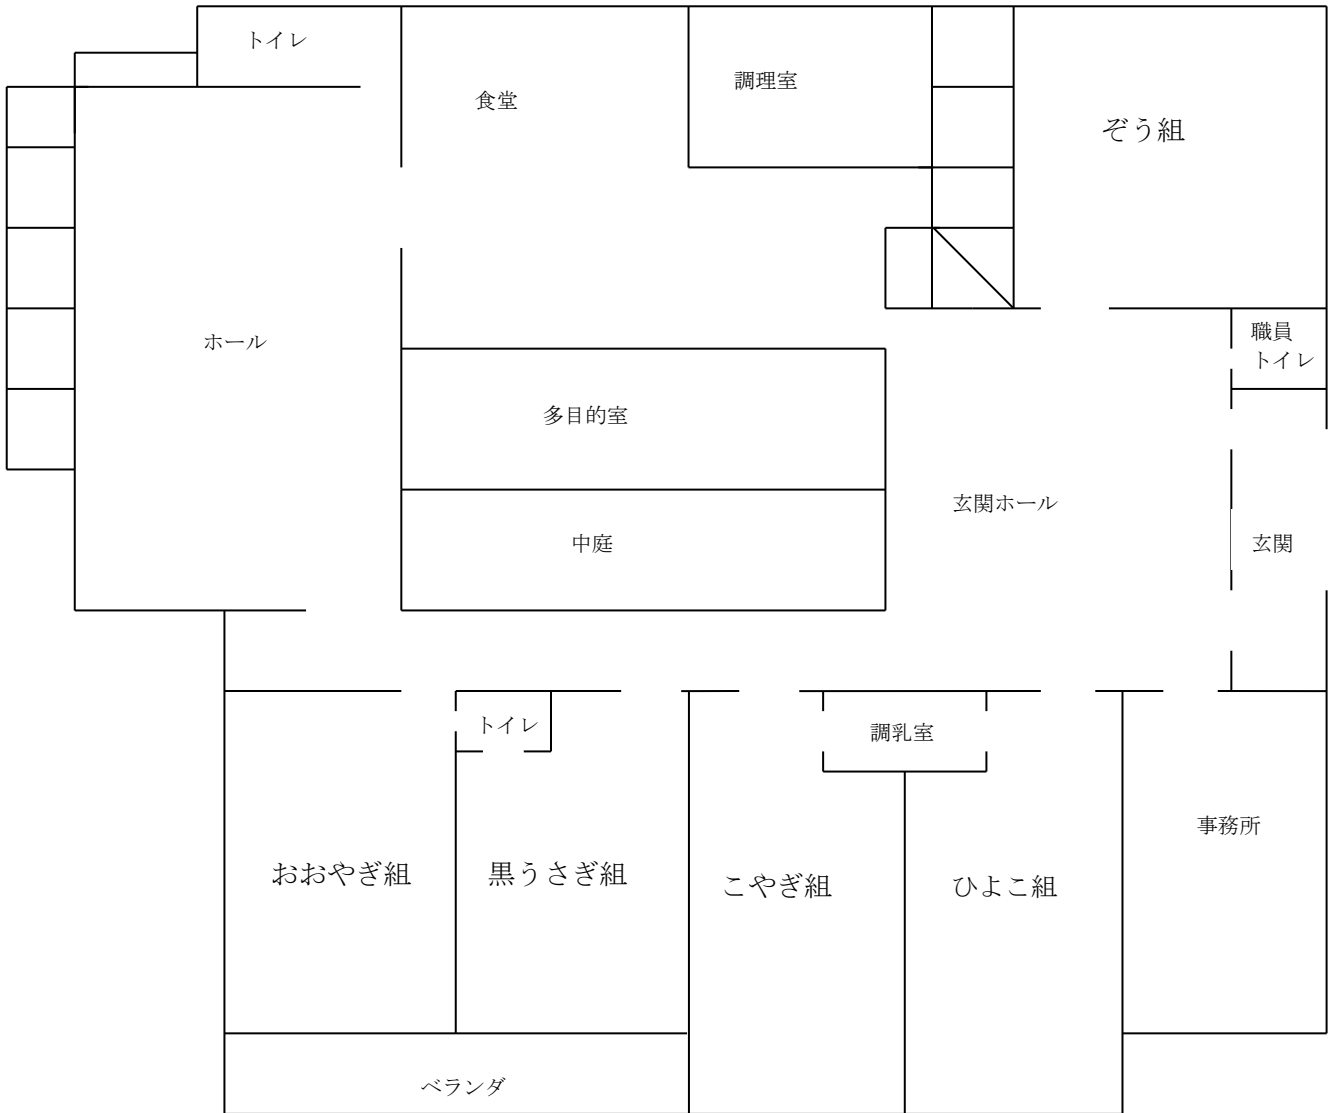 トイレ
調理室
食堂
ぞう組
職員
トイレ
ホール
多目的室
玄関ホール
中庭
玄関
トイレ
調乳室
事務所
おおやぎ組
黒うさぎ組
こやぎ組
ひよこ組
ベランダ